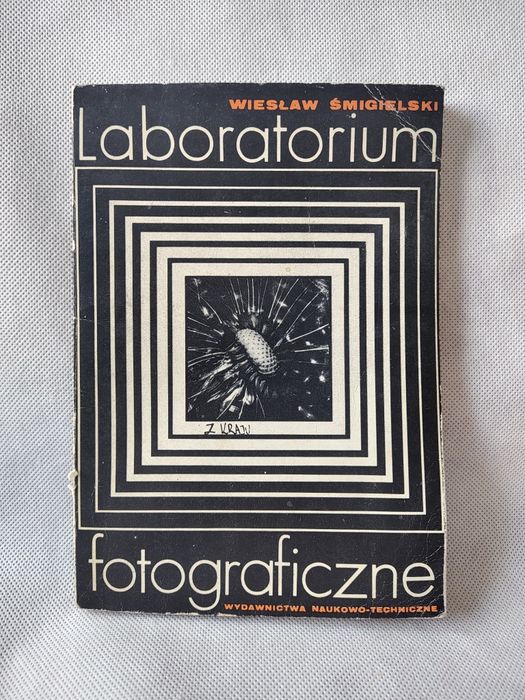 WIESŁAW ŚMIGIELSKI
Laboratorium
Z KRAJU
fotograficzne
WYDAWNICTWA NAUKOWO-TECHNICZNE